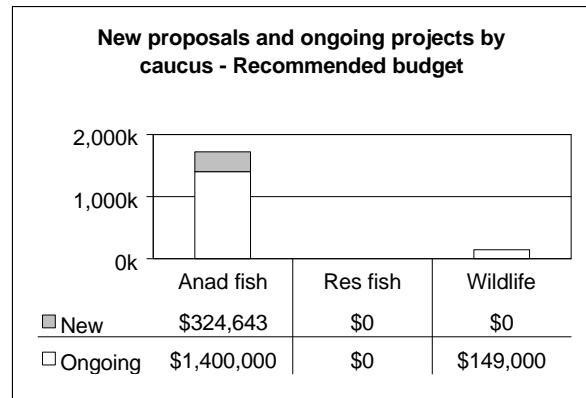 New proposals and ongoing projects by
caucus - Recommended budget
2,000k
1,000k
0k
Anad fish Res fish Wildlife
New $324,643 $0 $0
Ongoing $1,400,000 $0 $149,000